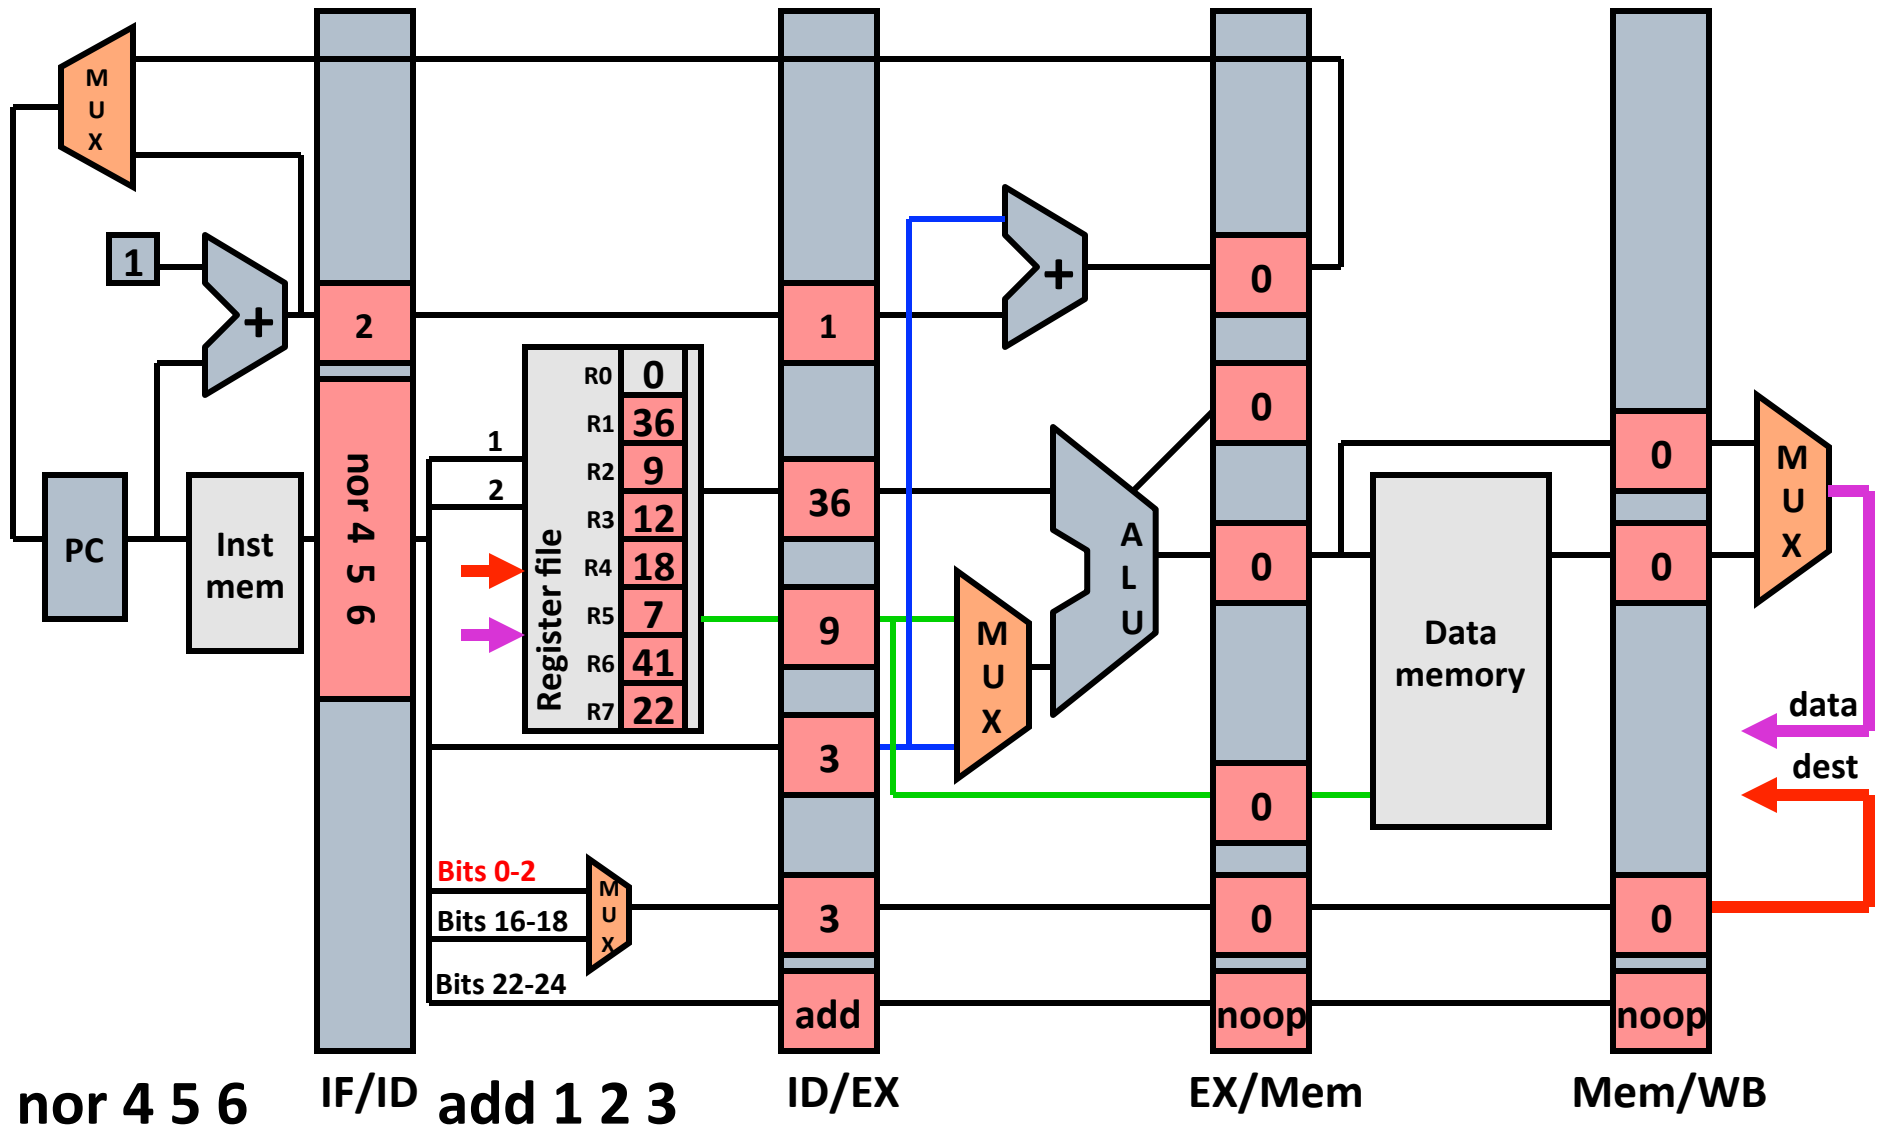 M
U
X
1
+
2
PC
Inst
mem
nor 4 5 6
1
2
Register file
R0 0
R1 36
R2 9
R3 12
R4 18
R5 7
R6 41
R7 22
Bits 0-2
Bits 16-18
Bits 22-24
M
U
X
1
36
9
3
3
add
+
M
U
X
A
L
U
0
0
0
0
0
noop
Data
memory
0
0
0
noop
M
U
X
data
dest
nor 4 5 6
IF/ID
add 1 2 3
ID/EX
EX/Mem
Mem/WB